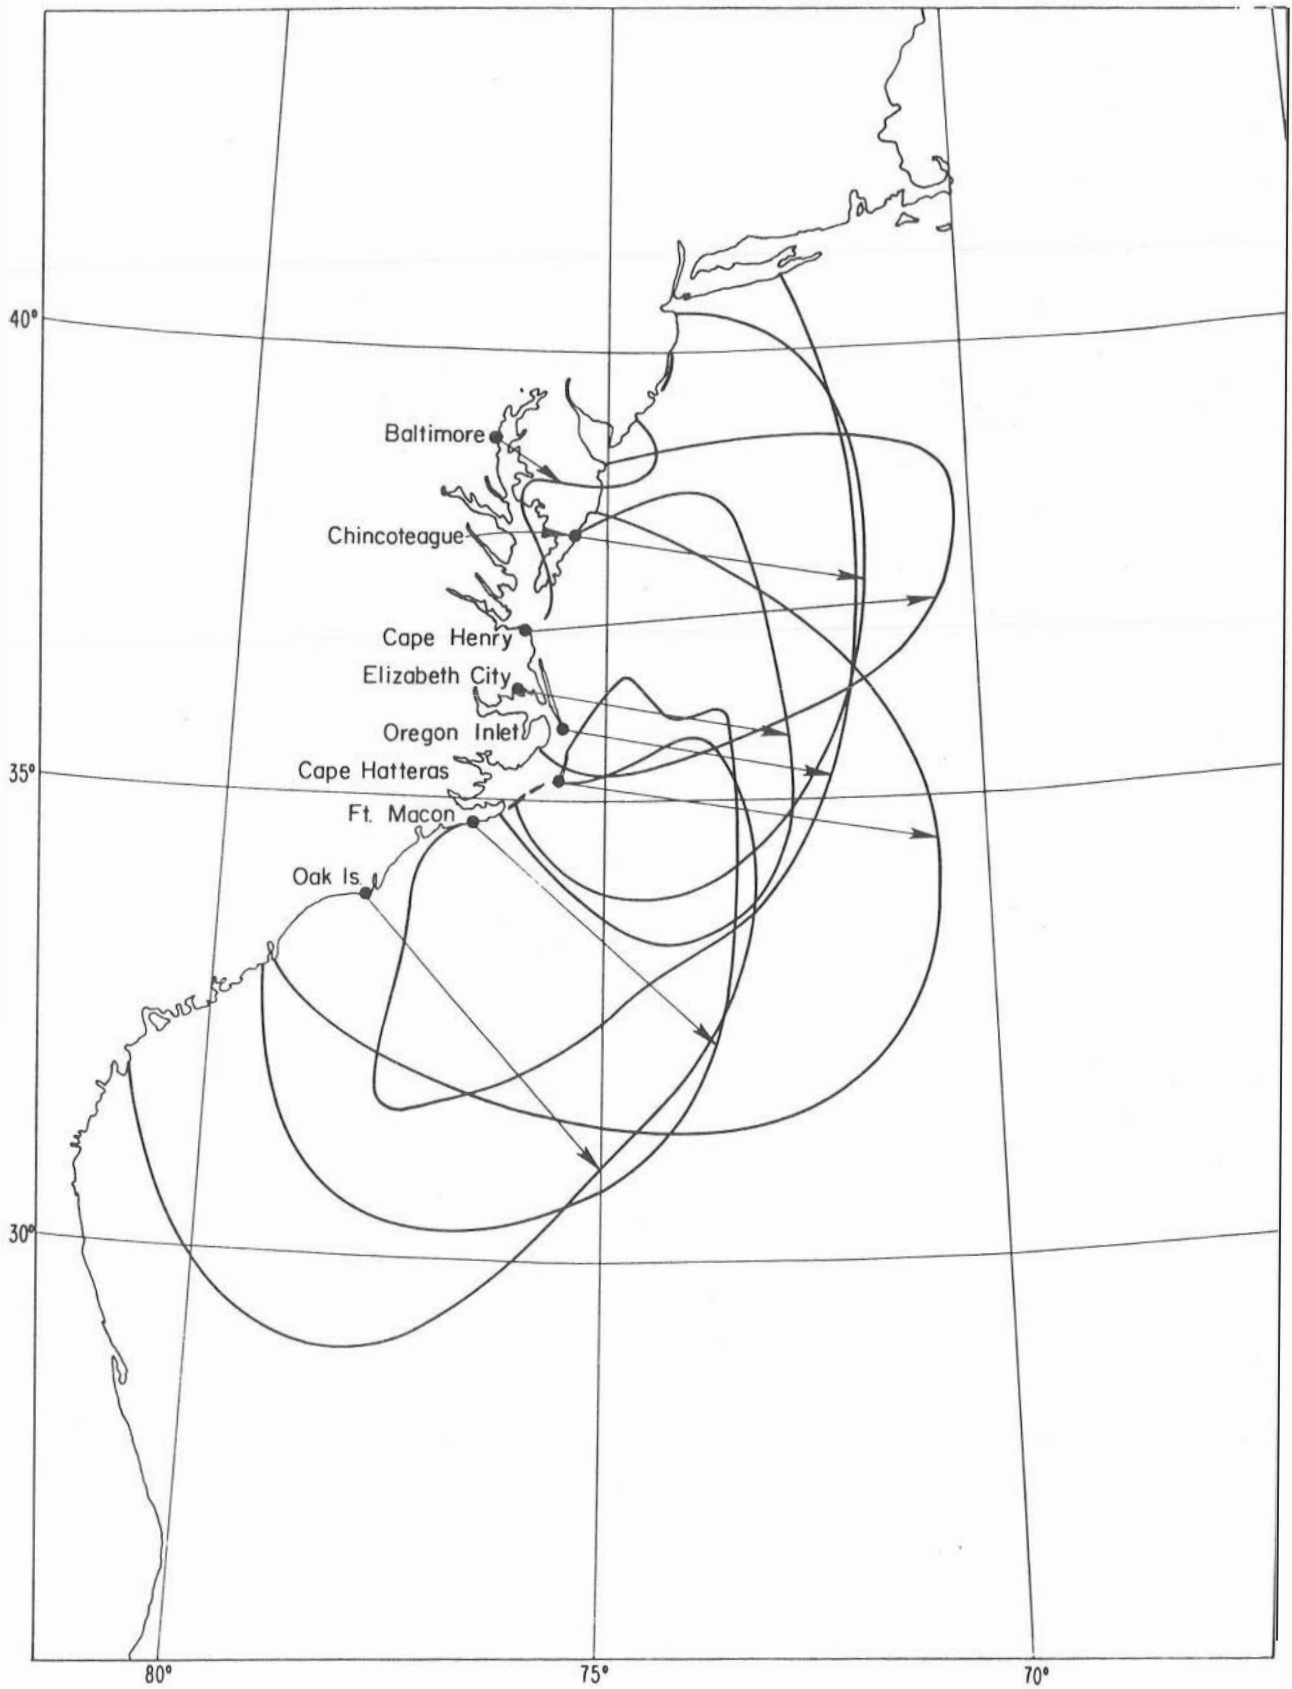 40°
Baltimore
Chincoteague
Cape Henry
Elizabeth City
Oregon Inlet
35°
Cape Hatteras
Ft. Macon
Oak Is.
30°
80°
75°
70°